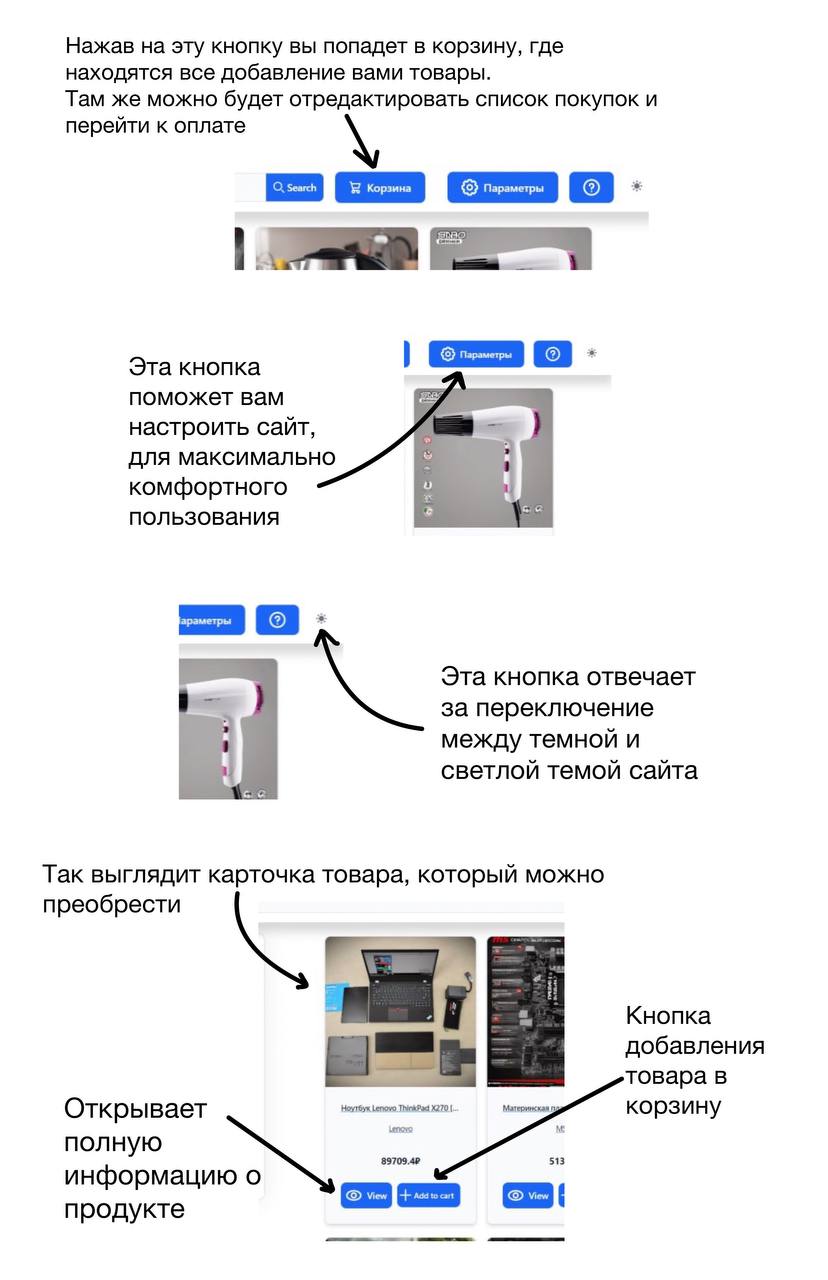 Нажав на эту кнопку вы попадет в корзину, где
находятся все добавление вами товары.
Там же можно будет отредактировать список покупок и
перейти к оплате
Search
Корзина
Параметры
Эта кнопка
поможет вам
настроить сайт,
для максимально
комфортного
пользования
Параметры
Параметры
Эта кнопка отвечает
за переключение
между темной и
светлой темой сайта
Так выглядит карточка товара, который можно
преобрести
Кнопка
добавления
товара в
корзину
Открывает
полную
информацию о
продукте
Ноутбук Lenovo ThinkPad X270 (...
Материнская пл
Lenovo
MS
89709.4₽
513
View
Add to cart
View